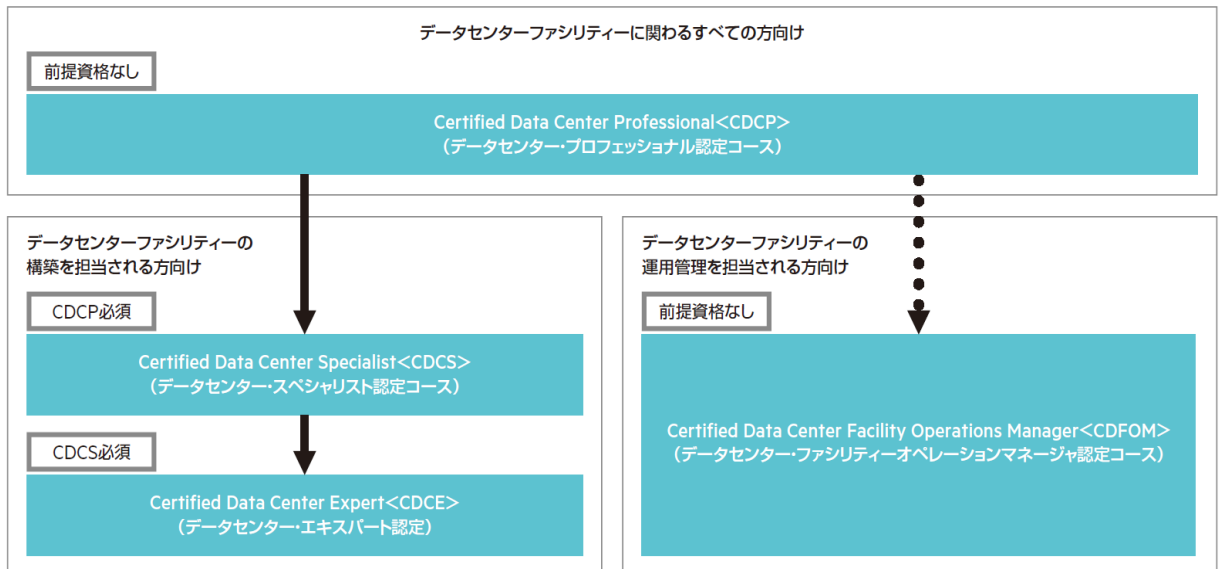 データセンターファシリティーに関わるすべての方向け
前提資格なし
Certified Data Center Professional<CDCP>
（データセンター・プロフェッショナル認定コース）
データセンターファシリティーの
構築を担当される方向け
CDCP必須
Certified Data Center Specialist<CDCS>
（データセンター・スペシャリスト認定コース）
CDCS必須
Certified Data Center Expert<CDCE>
（データセンター・エキスパート認定）
データセンターファシリティーの
運用管理を担当される方向け
前提資格なし
Certified Data Center Facility Operations Manager<CDFOM>
（データセンター・ファシリティーオペレーションマネージャ認定コース）